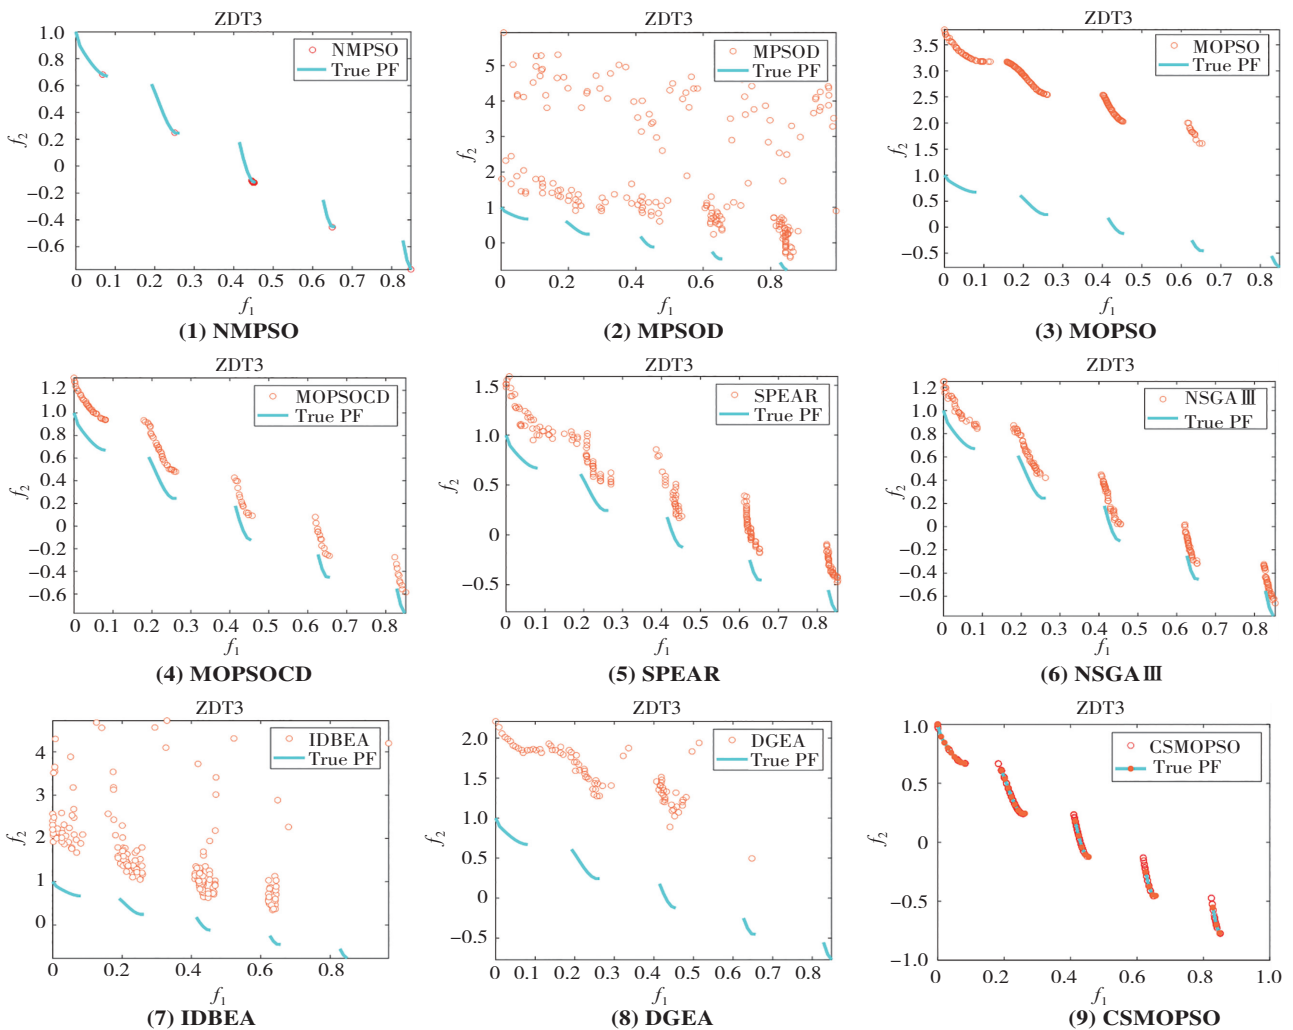 ZDT3
ZDT3
ZDT3
1.0
0.8
0.6
0.4
0.2
0
−0.2
−0.4
−0.6
f2
NMPSO
True PF
0 0.1 0.2 0.3 0.4 0.5 0.6 0.7 0.8
f1
(1) NMPSO
5
4
3
2
1
0
f2
MPSOD
True PF
0 0.2 0.4 0.6 0.8
f1
(2) MPSOD
3.5
3.0
2.5
2.0
1.5
1.0
0.5
0
−0.5
f2
MOPSO
True PF
0 0.1 0.2 0.3 0.4 0.5 0.6 0.7 0.8
f1
(3) MOPSO
ZDT3
ZDT3
ZDT3
1.2
1.0
0.8
0.6
0.4
0.2
0
−0.2
−0.4
−0.6
f2
MOPSOCD
True PF
0 0.1 0.2 0.3 0.4 0.5 0.6 0.7 0.8
f1
(4) MOPSOCD
1.5
1.0
0.5
0
−0.5
f2
SPEAR
True PF
0 0.1 0.2 0.3 0.4 0.5 0.6 0.7 0.8
f1
(5) SPEAR
1.2
1.0
0.8
0.6
0.4
0.2
0
−0.2
−0.4
−0.6
f2
NSGAⅢ
True PF
0 0.1 0.2 0.3 0.4 0.5 0.6 0.7 0.8
f1
(6) NSGAⅢ
ZDT3
ZDT3
ZDT3
4
3
2
1
0
f2
IDBEA
True PF
0 0.2 0.4 0.6 0.8
f1
(7) IDBEA
2.0
1.5
1.0
0.5
0
−0.5
f2
DGEA
True PF
0 0.1 0.2 0.3 0.4 0.5 0.6 0.7 0.8
f1
(8) DGEA
1.0
0.5
0
−0.5
−1.0
f2
CSMOPSO
True PF
0 0.2 0.4 0.6 0.8 1.0
f1
(9) CSMOPSO